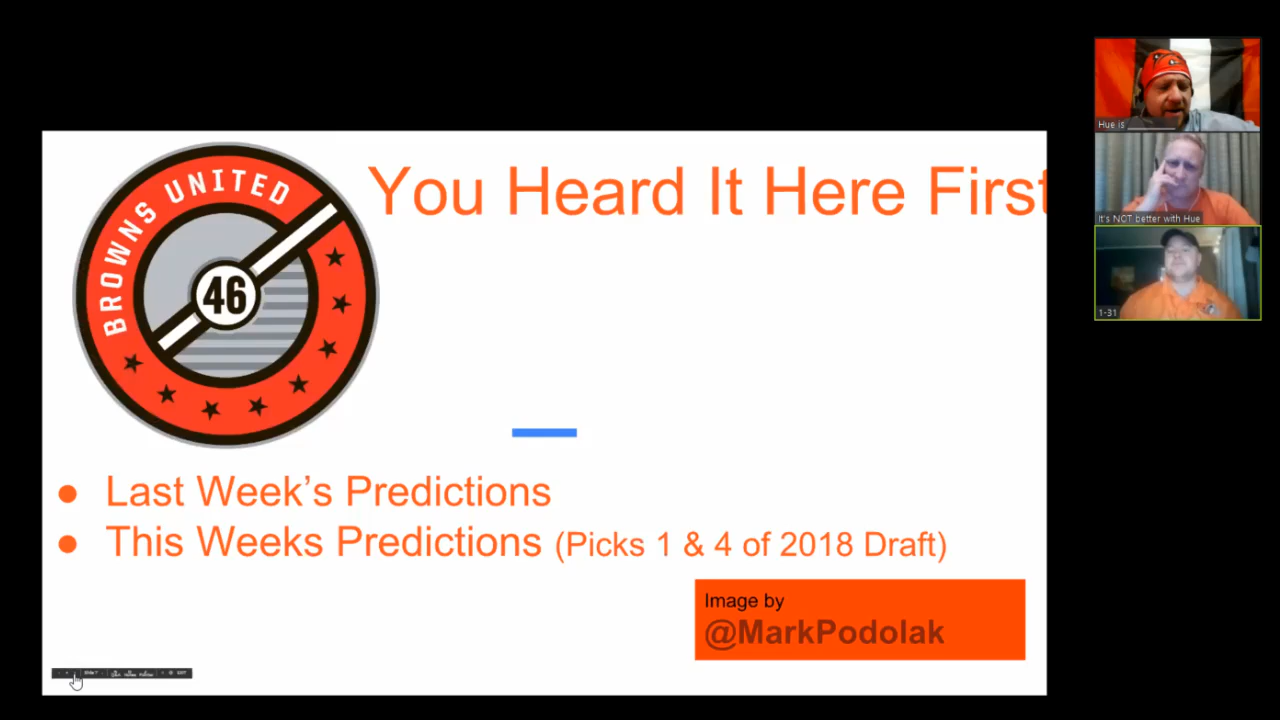 BROWNS UNITED
46
You Heard It Here First
● Last Week's Predictions
● This Weeks Predictions (Picks 1 & 4 of 2018 Draft)
Image by
@MarkPodolak
Hue is ________
It's NOT better with Hue
1-31